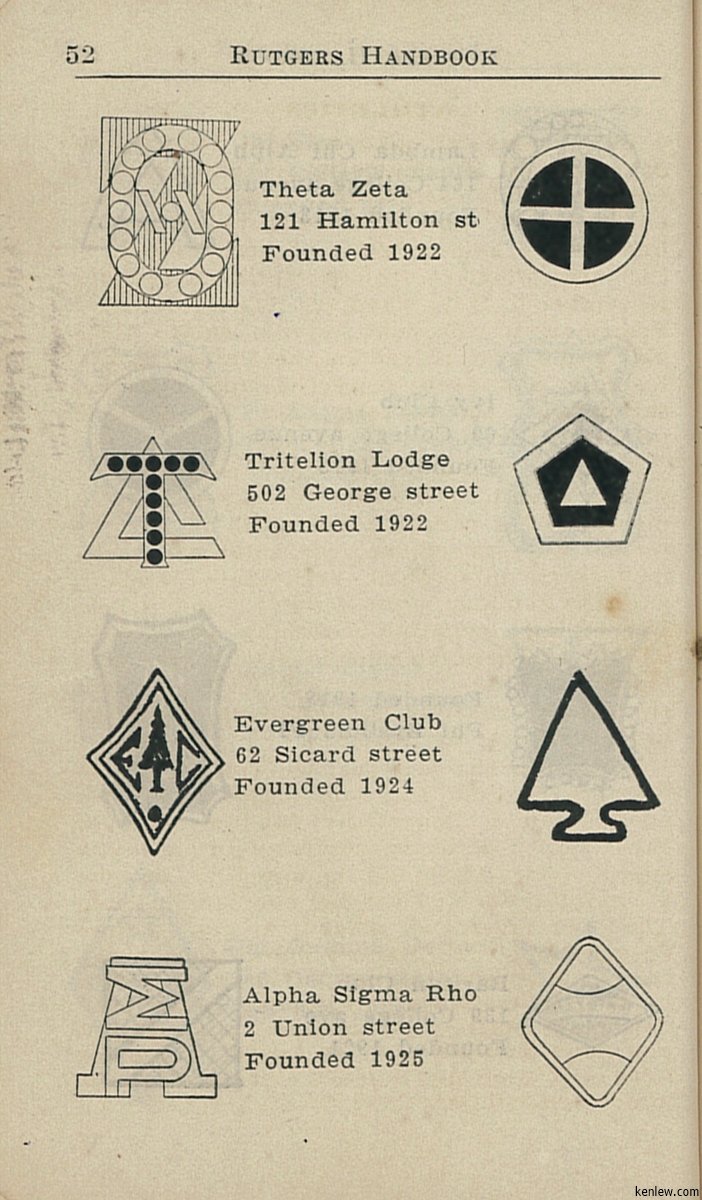 52
RUTGERS HANDBOOK
Theta Zeta
121 Hamilton st
Founded 1922
Tritelion Lodge
502 George street
Founded 1922
E C
Evergreen Club
62 Sicard street
Founded 1924
Alpha Sigma Rho
2 Union street
Founded 1925
kenlew.com